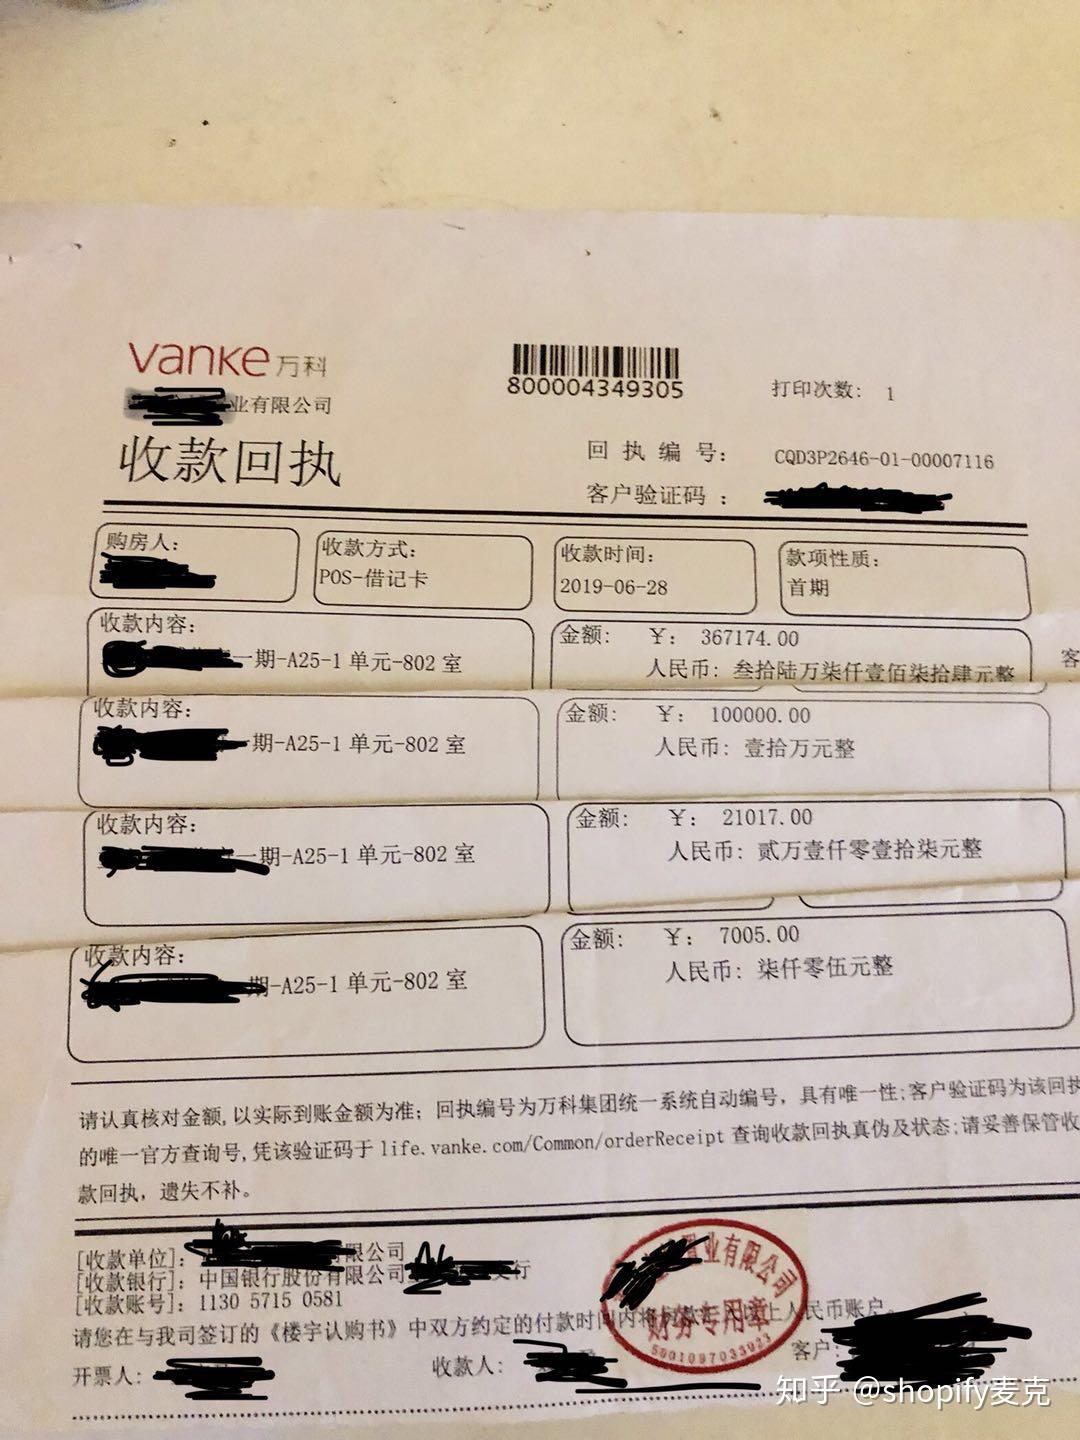 vanke 万科
业有限公司
收款回执
800004349305
打印次数： 1
回 执 编 号： CQD3P2646-01-00007116
客户验证码 ：
购房人：
收款方式：
POS-借记卡
收款时间：
2019-06-28
款项性质：
首期
收款内容：
一期-A25-1 单元-802 室
金额： ￥： 367174.00
人民币：叁拾陆万柒仟壹佰柒拾肆元整
客
收款内容：
期-A25-1 单元-802 室
金额： ￥： 100000.00
人民币：壹拾万元整
收款内容：
一期-A25-1 单元-802 室
金额： ￥： 21017.00
人民币：贰万壹仟零壹拾柒元整
收款内容：
期-A25-1 单元-802 室
金额： ￥： 7005.00
人民币：柒仟零伍元整
请认真核对金额,以实际到账金额为准；回执编号为万科集团统一系统自动编号，具有唯一性;客户验证码为该回执
的唯一官方查询号,凭该验证码于 life.vanke.com/Common/orderReceipt 查询收款回执真伪及状态;请妥善保管收
款回执，遗失不补。
[收款单位]： 限公司
[收款银行]：中国银行股份有限公司 支行
[收款账号]：1130 5715 0581
请您在与我司签订的《楼宇认购书》中双方约定的付款时间内将 以上人民币账户。
置业有限公司
财务专用章
5001097033923
开票人：
收款人：
客户：
知乎 @shopify麦克